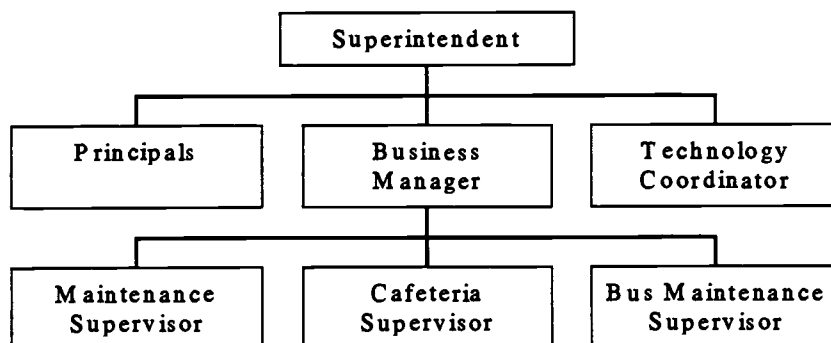 Superintendent
Principals
Business
Manager
Technology
Coordinator
Maintenance
Supervisor
Cafeteria
Supervisor
Bus Maintenance
Supervisor